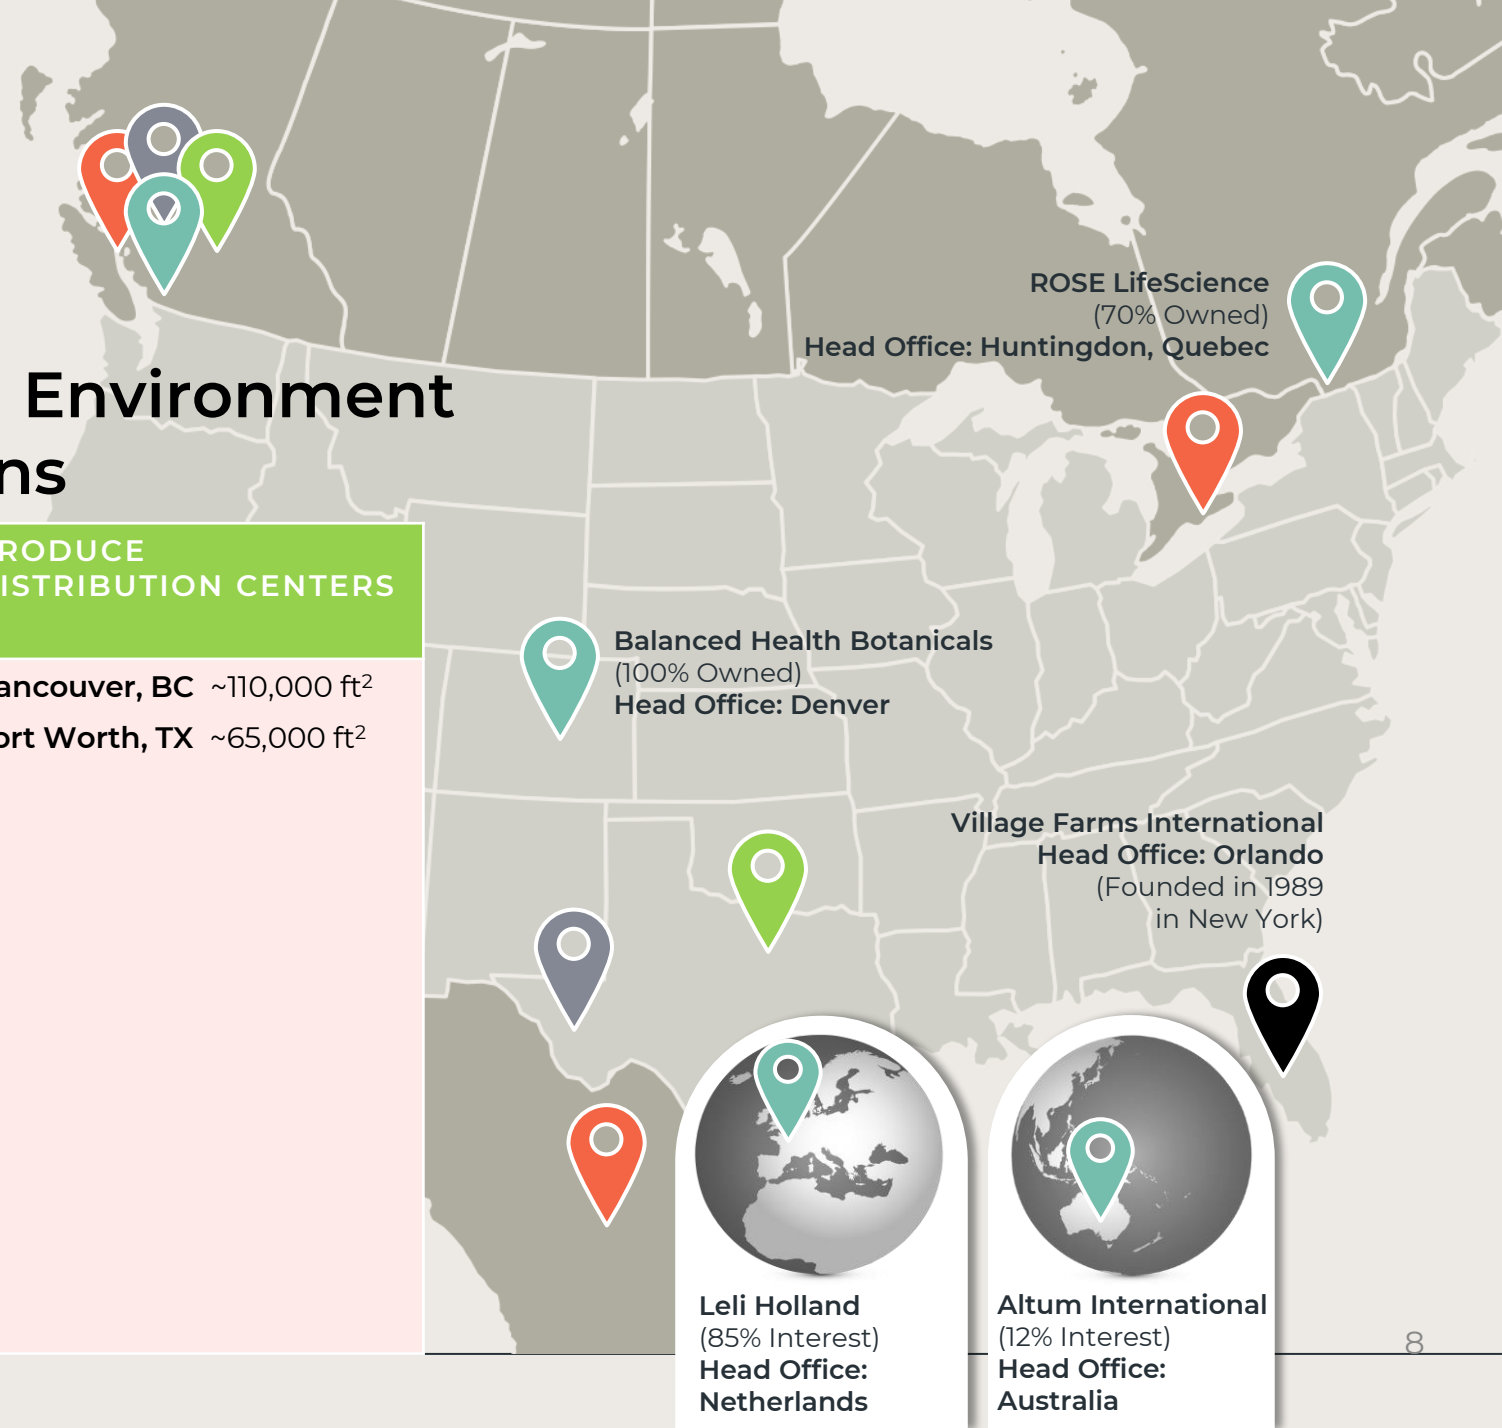 Environment
ns
RODUCE
ISTRIBUTION CENTERS
ancouver, BC ~110,000 ft²
ort Worth, TX ~65,000 ft²
ROSE LifeScience
(70% Owned)
Head Office: Huntingdon, Quebec
Balanced Health Botanicals
(100% Owned)
Head Office: Denver
Village Farms International
Head Office: Orlando
(Founded in 1989
in New York)
Leli Holland
(85% Interest)
Head Office:
Netherlands
Altum International
(12% Interest)
Head Office:
Australia
8